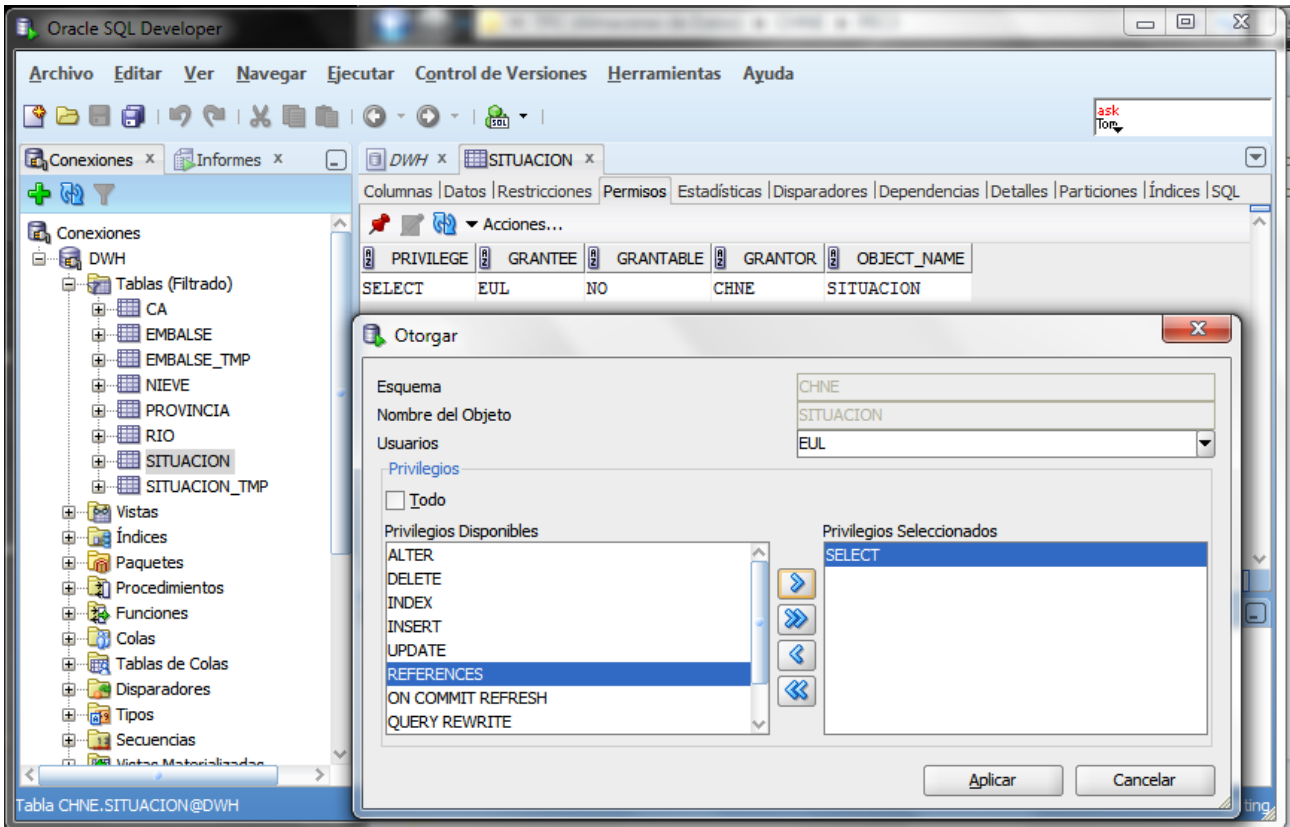 Oracle SQL Developer
Archivo Editar Ver Navegar Ejecutar Control de Versiones Herramientas Ayuda
SQL
ask
Tom
Conexiones x Informes x
DWH x SITUACION x
Columnas |Datos |Restricciones Permisos Estadísticas |Disparadores |Dependencias |Detalles |Particiones |Índices |SQL
Acciones...
PRIVILEGE GRANTEE GRANTABLE GRANTOR OBJECT_NAME
SELECT EUL NO CHNE SITUACION
Conexiones
DWH
Tablas (Filtrado)
CA
EMBALSE
EMBALSE_TMP
NIEVE
PROVINCIA
RIO
SITUACION
SITUACION_TMP
Vistas
Índices
Paquetes
Procedimientos
Funciones
Colas
Tablas de Colas
Disparadores
Tipos
Secuencias
Vistas Materializadas
Tabla CHNE.SITUACION@DWH
Otorgar
Esquema CHNE
Nombre del Objeto SITUACION
Usuarios EUL
Privilegios
Todo
Privilegios Disponibles
ALTER
DELETE
INDEX
INSERT
UPDATE
REFERENCES
ON COMMIT REFRESH
QUERY REWRITE
Privilegios Seleccionados
SELECT
Aplicar Cancelar
ting